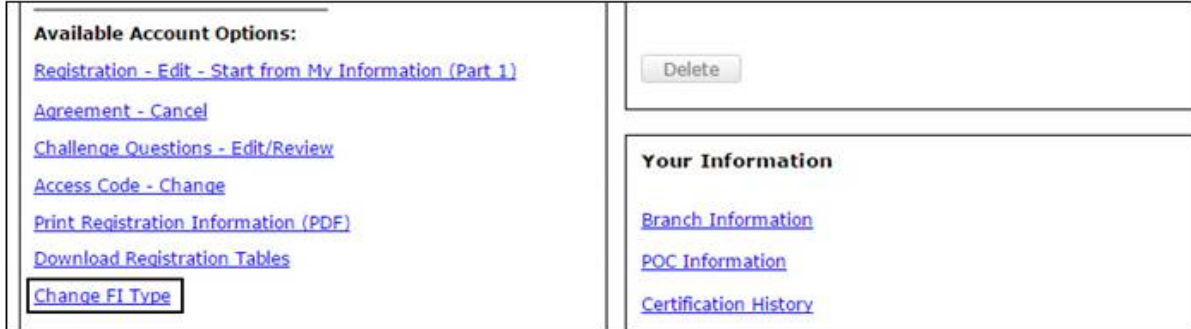 Available Account Options:
Registration - Edit - Start from My Information (Part 1)
Agreement - Cancel
Challenge Questions - Edit/Review
Access Code - Change
Print Registration Information (PDF)
Download Registration Tables
Change FI Type
Delete
Your Information
Branch Information
POC Information
Certification History